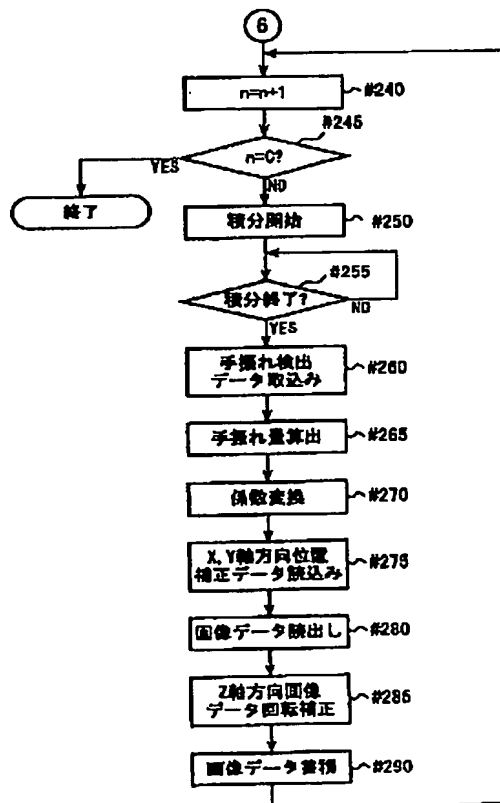 6
n=n+1
#240
#245
n=C?
YES
NO
終了
積分開始
#250
#255
積分終了?
NO
YES
手振れ検出
データ取込み
#260
手振れ量算出
#265
係数変換
#270
X,Y軸方向位置
補正データ読込み
#275
画像データ読出し
#280
Z軸方向画像
データ回転補正
#285
画像データ蓄積
#290